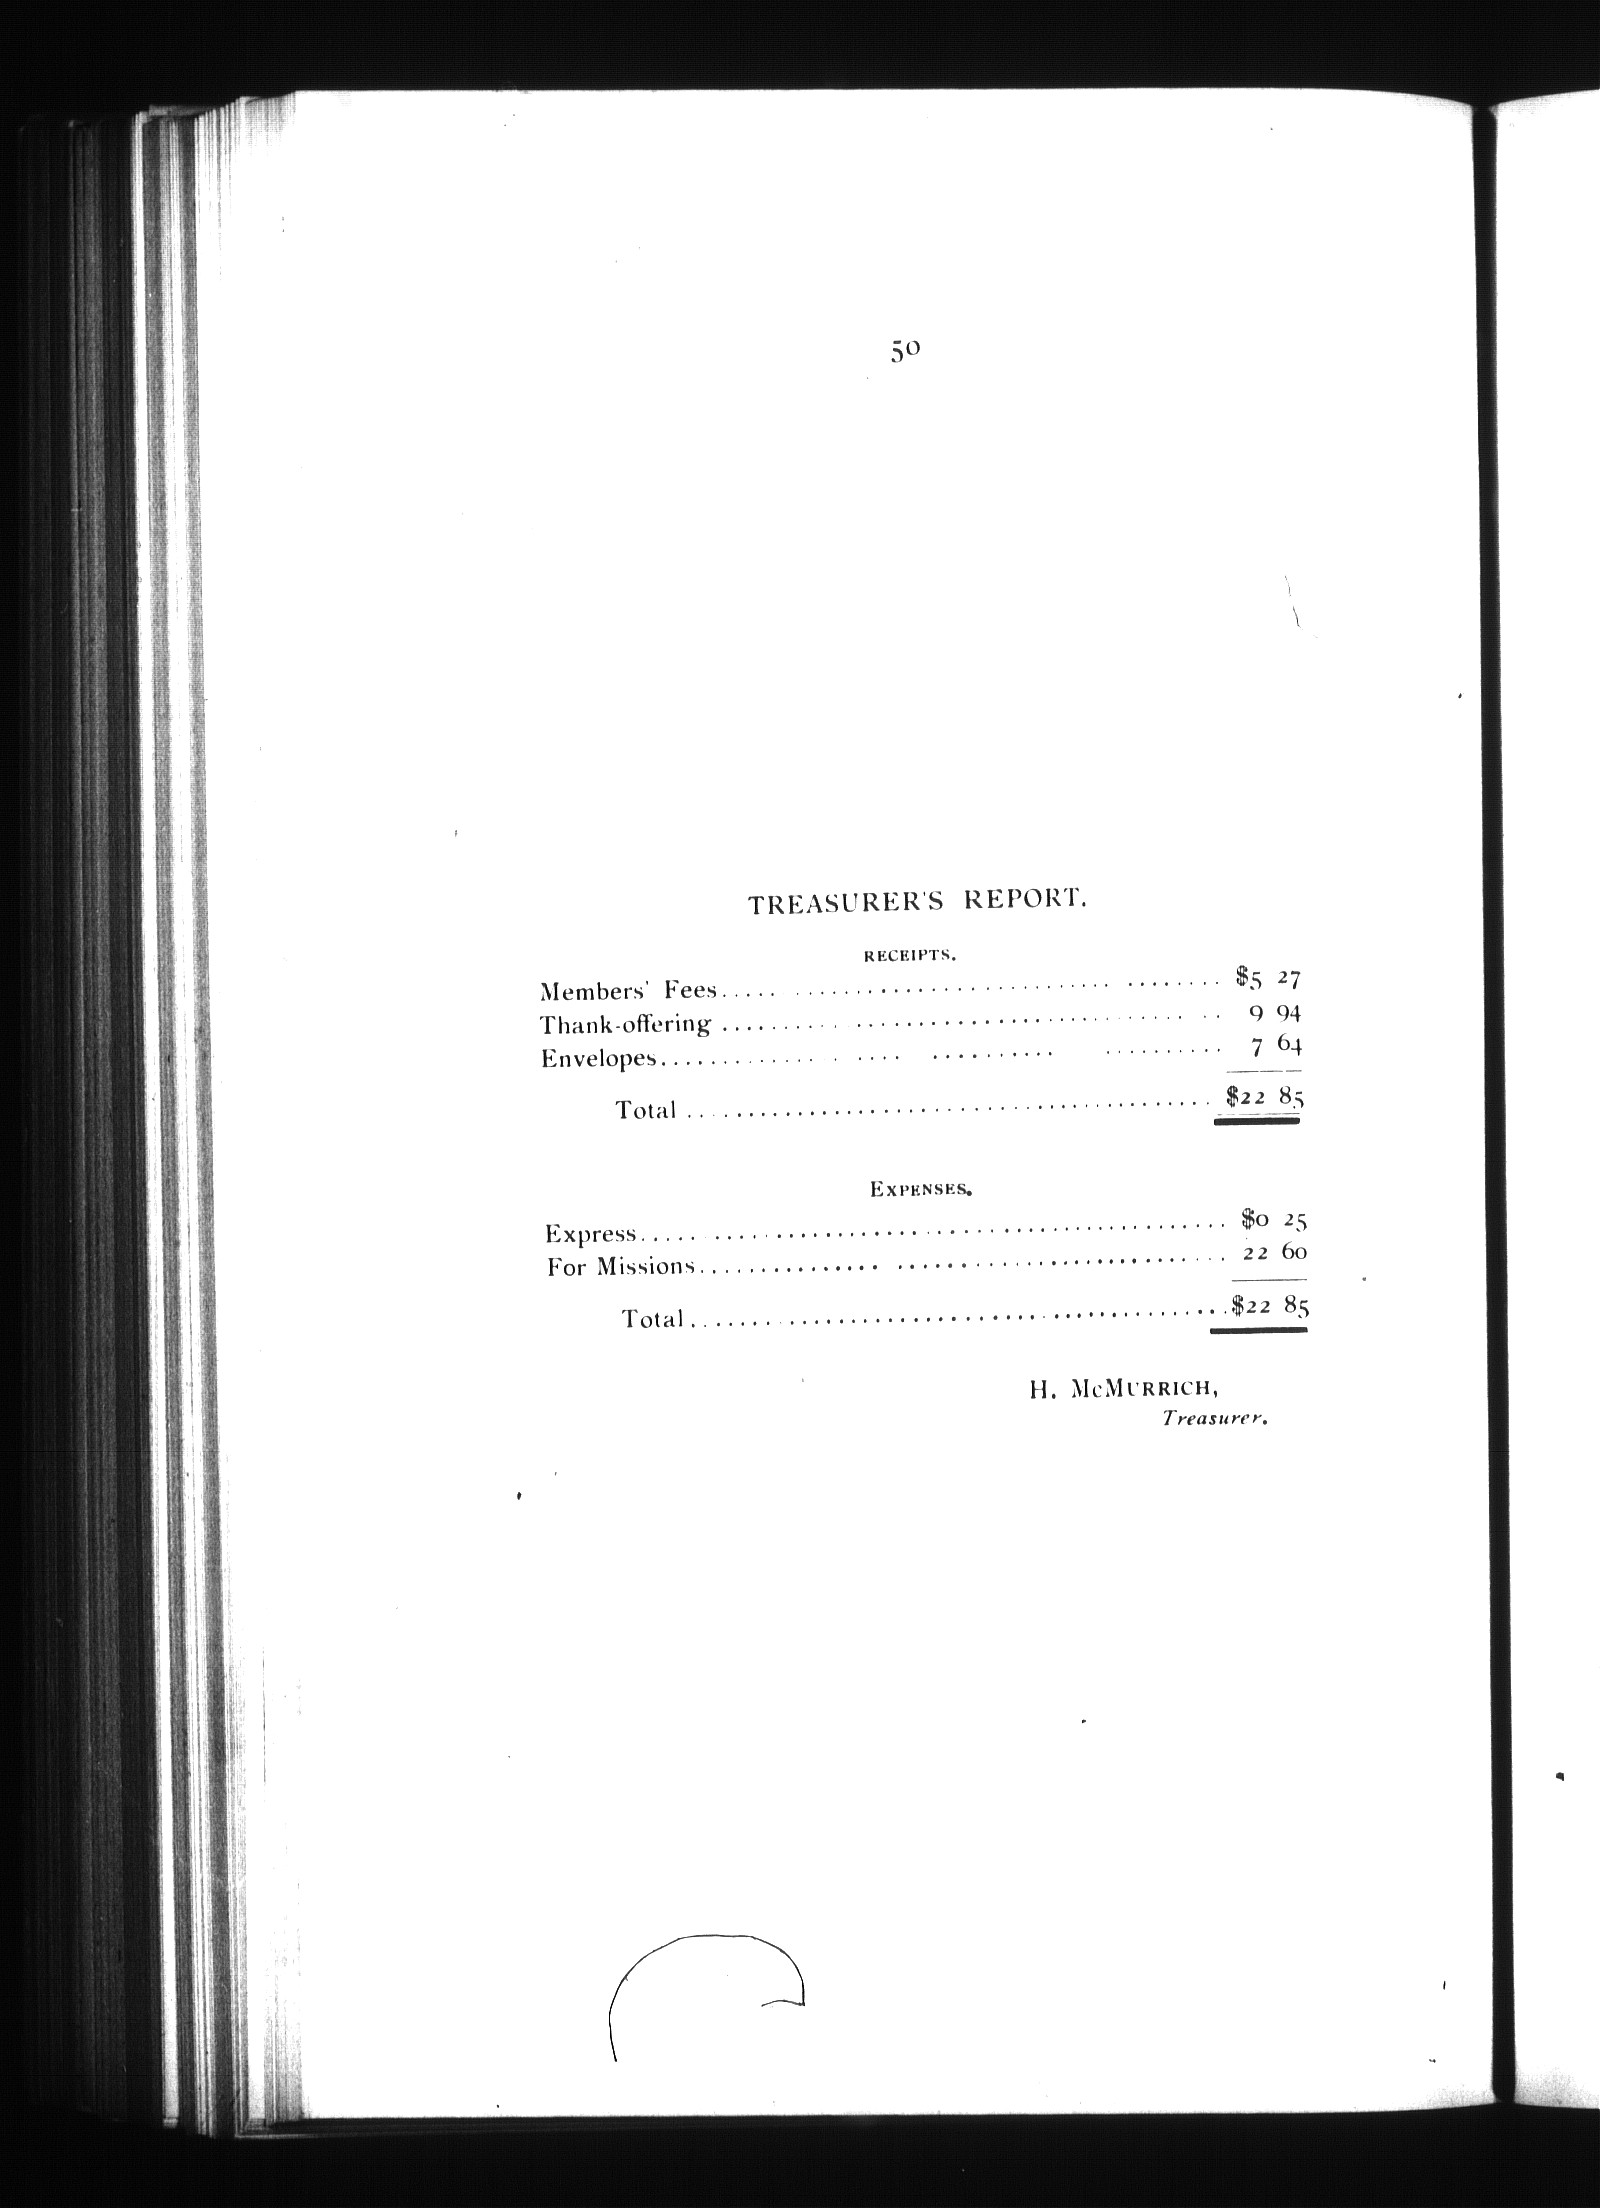 50
TREASURER'S REPORT.
RECEIPTS.
Members' Fees........................................ $5 27
Thank-offering........................................ 9 94
Envelopes........................................ 7 64
Total........................................ $22 85
EXPENSES.
Express........................................ $0 25
For Missions........................................ 22 60
Total........................................ $22 85
H. McMURRICH,
Treasurer.